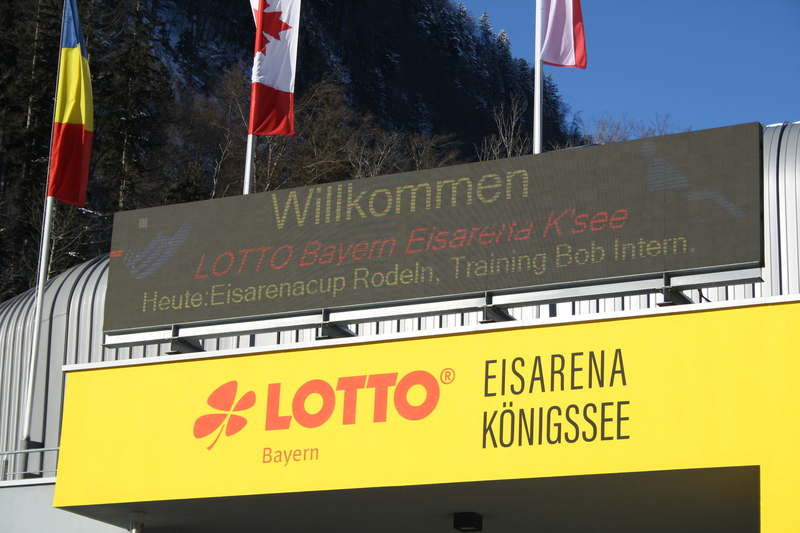 Willkommen
LOTTO Bayern Eisarena K'see
Heute:Eisarenacup Rodeln, Training Bob Intern.
LOTTO®
Bayern
EISARENA
KÖNIGSSEE